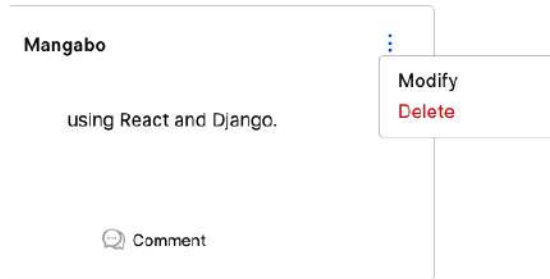 Mangabo
Modify
Delete
using React and Django.
Comment